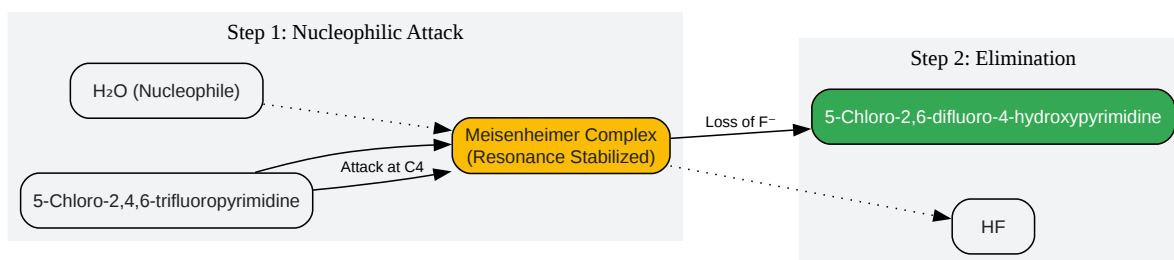 Step 1: Nucleophilic Attack
H₂O (Nucleophile)
5-Chloro-2,4,6-trifluoropyrimidine
Attack at C4
Meisenheimer Complex
(Resonance Stabilized)
Loss of F⁻
Step 2: Elimination
5-Chloro-2,6-difluoro-4-hydroxypyrimidine
HF